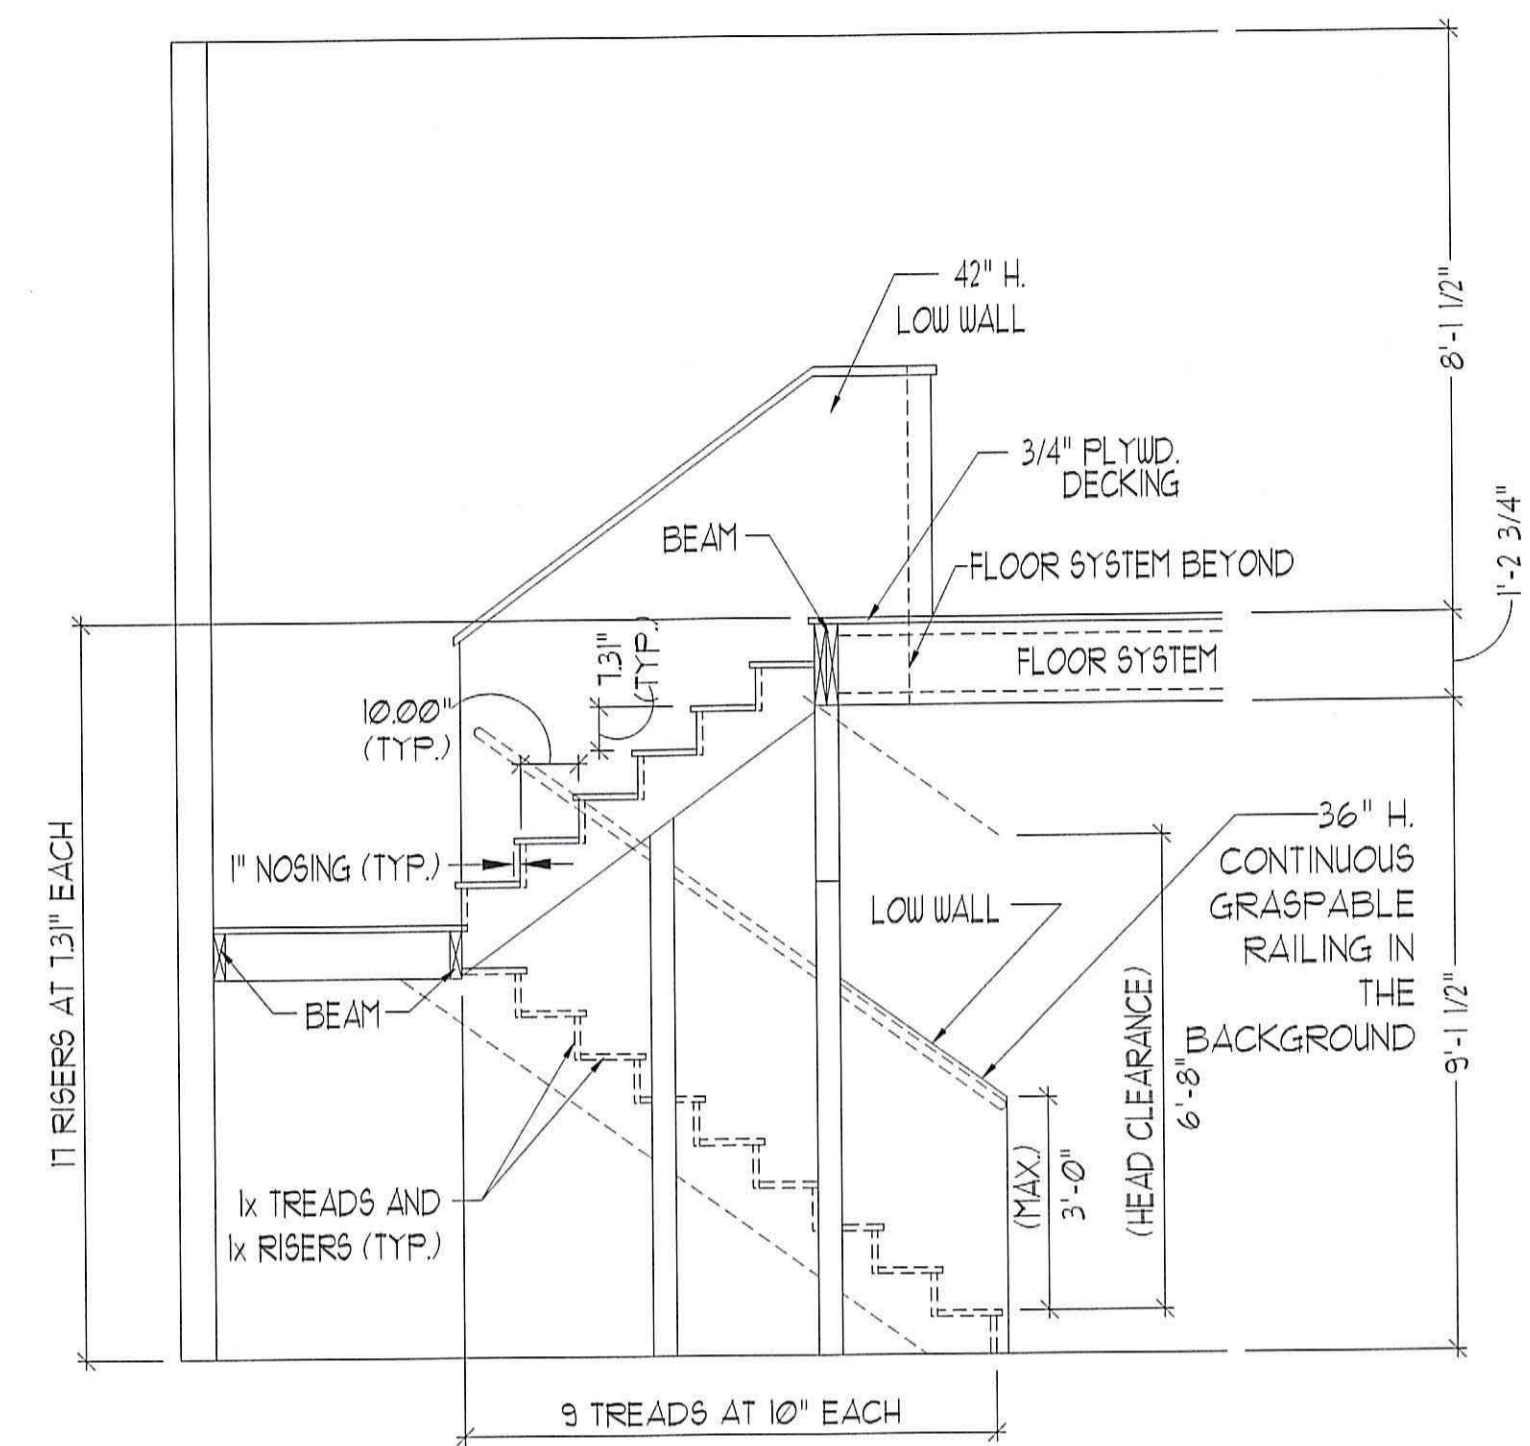 42" H.
LOW WALL
8'-1 1/2"
3/4" PLYWD.
DECKING
BEAM
FLOOR SYSTEM BEYOND
1'-2 3/4"
7.31"
(TYP.)
FLOOR SYSTEM
10.00"
(TYP.)
17 RISERS AT 7.31" EACH
1" NOSING (TYP.)
36" H.
CONTINUOUS
GRASPABLE
RAILING IN
THE
BACKGROUND
LOW WALL
BEAM
(HEAD CLEARANCE)
6'-8"
9'-1 1/2"
1x TREADS AND
1x RISERS (TYP.)
(MAX.)
3'-0"
9 TREADS AT 10" EACH